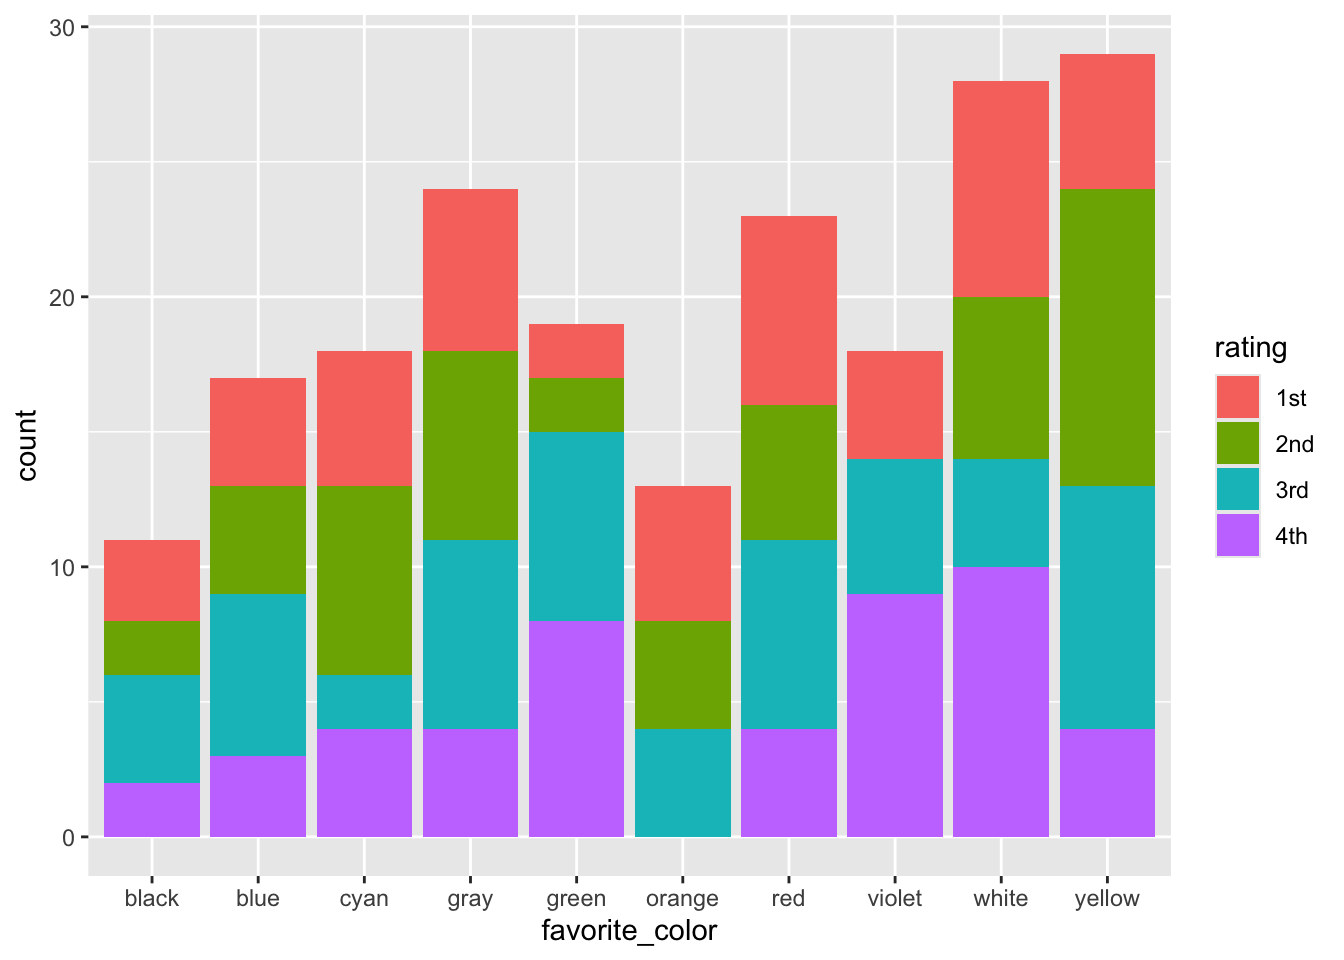 30
20
10
0
count
black blue cyan gray green orange red violet white yellow
favorite_color
rating
1st
2nd
3rd
4th